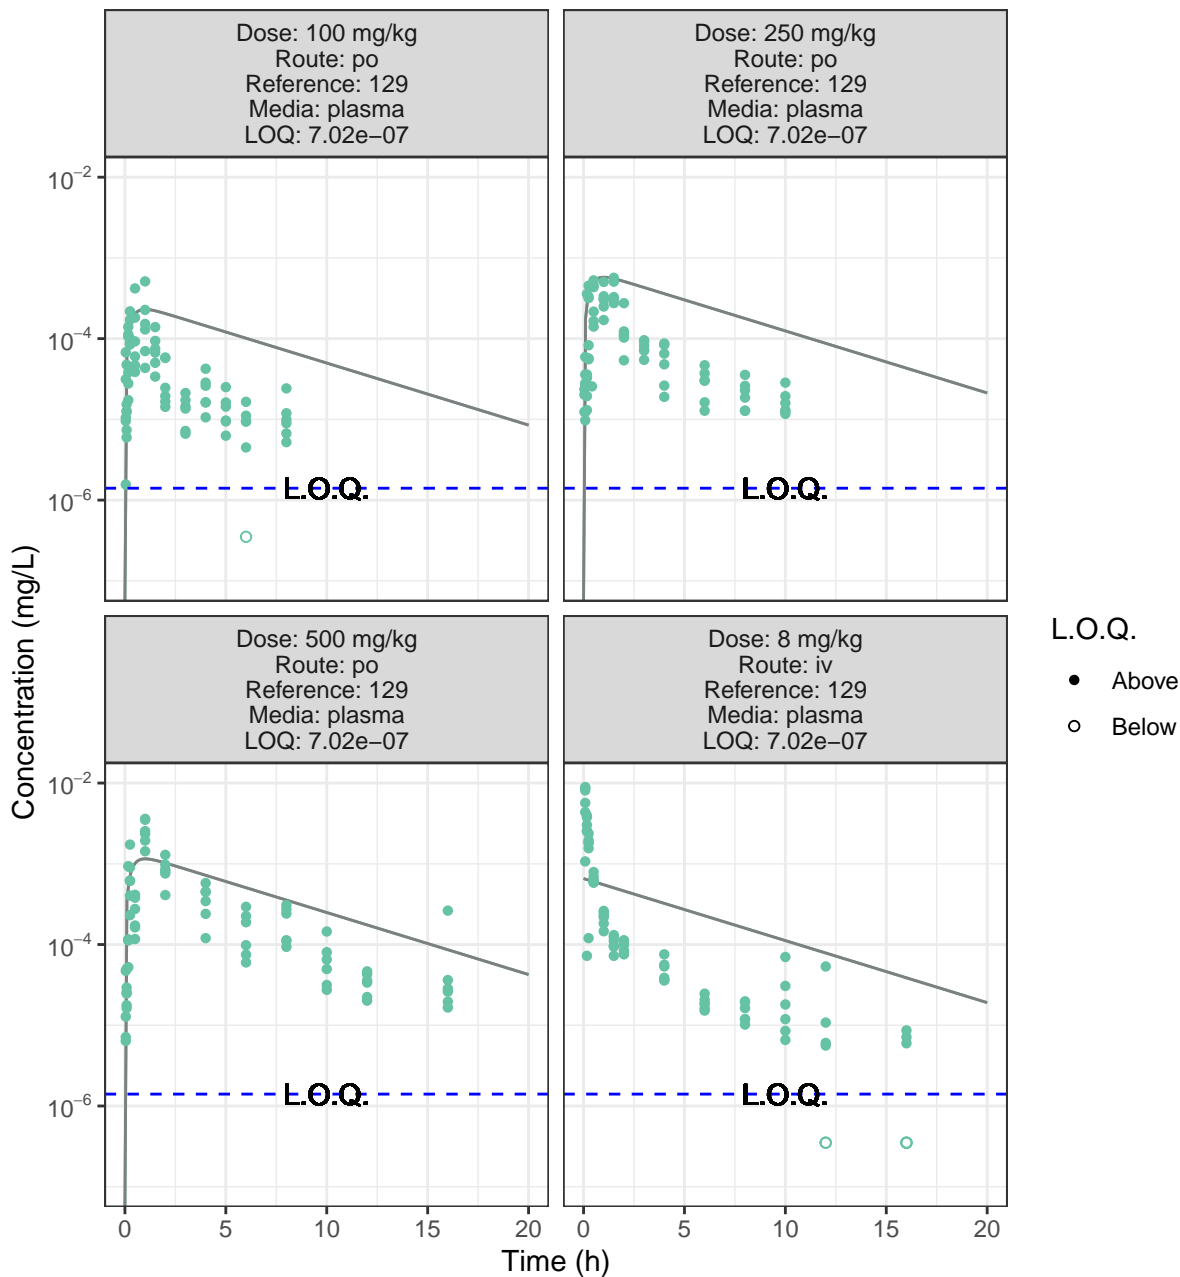 Dose: 100 mg/kg
Route: po
Reference: 129
Media: plasma
LOQ: 7.02e−07
Dose: 250 mg/kg
Route: po
Reference: 129
Media: plasma
LOQ: 7.02e−07
10⁻²
10⁻⁴
10⁻⁶
L.O.Q.
L.O.Q.
Dose: 500 mg/kg
Route: po
Reference: 129
Media: plasma
LOQ: 7.02e−07
Dose: 8 mg/kg
Route: iv
Reference: 129
Media: plasma
LOQ: 7.02e−07
10⁻²
10⁻⁴
10⁻⁶
L.O.Q.
L.O.Q.
0 5 10 15 20
0 5 10 15 20
Time (h)
Concentration (mg/L)
L.O.Q.
Above
Below